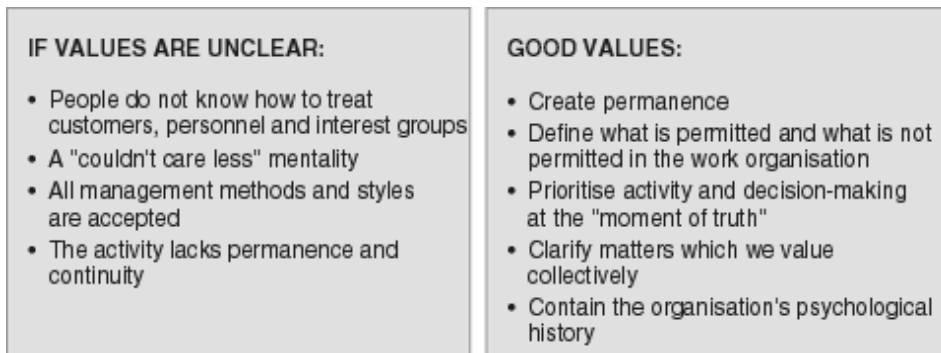 IF VALUES ARE UNCLEAR:
• People do not know how to treat
customers, personnel and interest groups
• A "couldn't care less" mentality
• All management methods and styles
are accepted
• The activity lacks permanence and
continuity
GOOD VALUES:
• Create permanence
• Define what is permitted and what is not
permitted in the work organisation
• Prioritise activity and decision-making
at the "moment of truth"
• Clarify matters which we value
collectively
• Contain the organisation's psychological
history